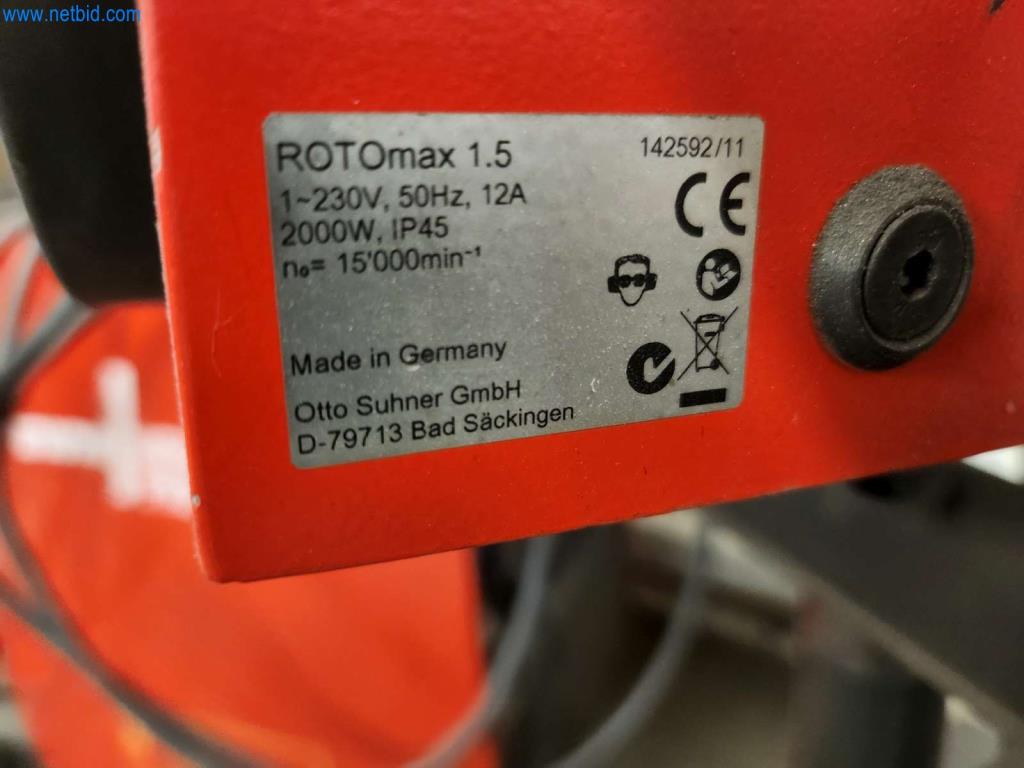 www.netbid.com
ROTOmax 1.5
142592/11
1~230V, 50Hz, 12A
2000W, IP45
n₀= 15'000min⁻¹
CE
Made in Germany
Otto Suhner GmbH
D-79713 Bad Säckingen